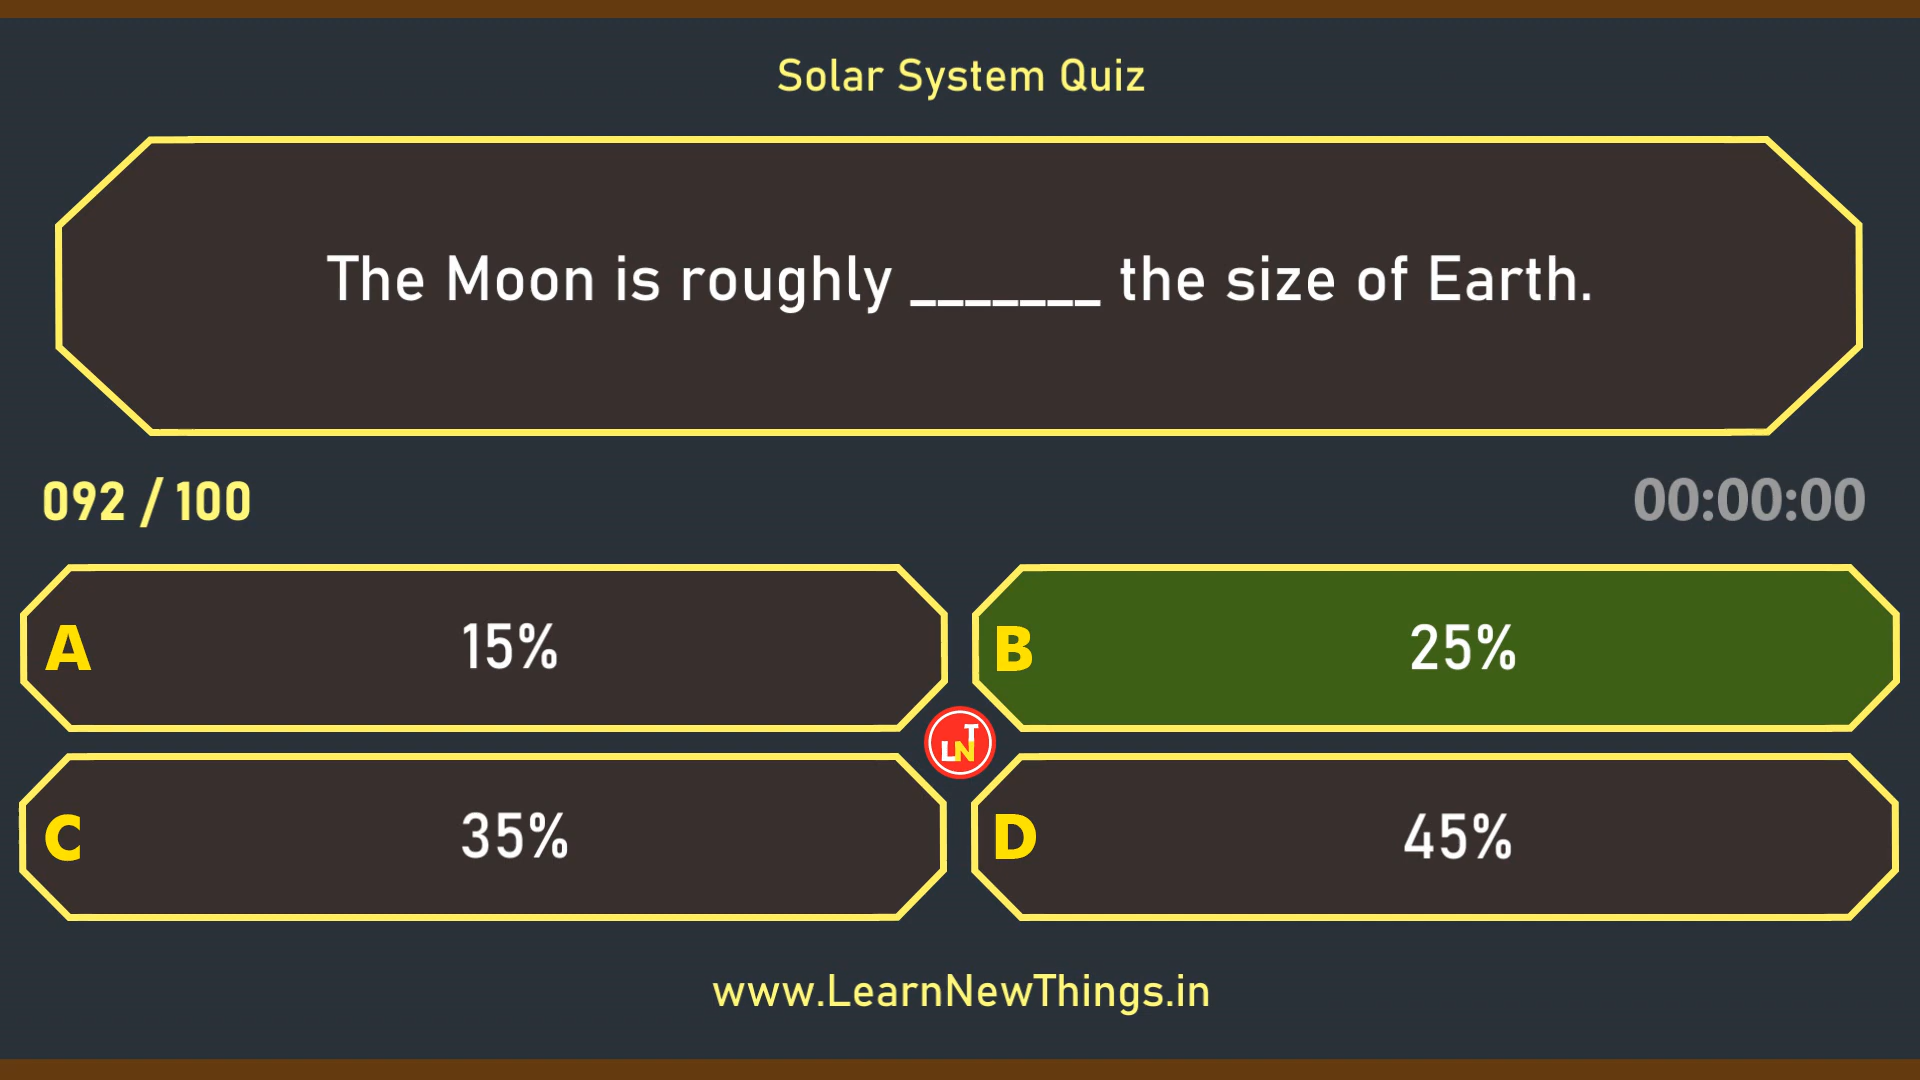 Solar System Quiz
The Moon is roughly _______ the size of Earth.
092 / 100
00:00:00
A 15%
B 25%
LNT
C 35%
D 45%
www.LearnNewThings.in